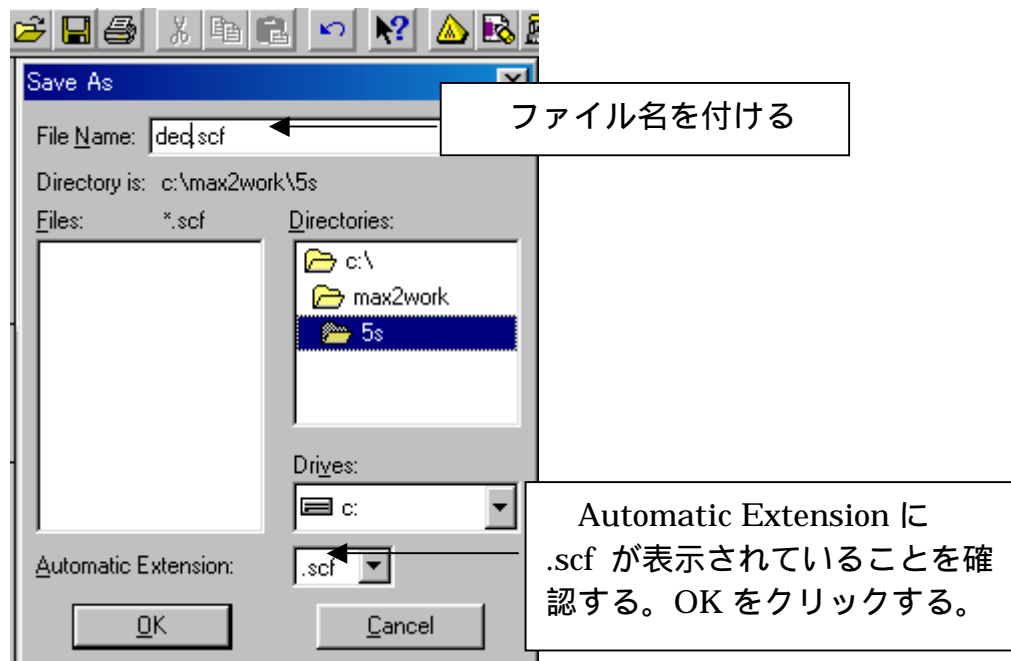 Save As
ファイル名を付ける
File Name: dec.scf
Directory is: c:\max2work\5s
Files: *.scf Directories:
c:\
max2work
5s
Drives:
c:
Automatic Extension に
.scf が表示されていることを確
認する。OK をクリックする。
Automatic Extension: .scf
OK Cancel